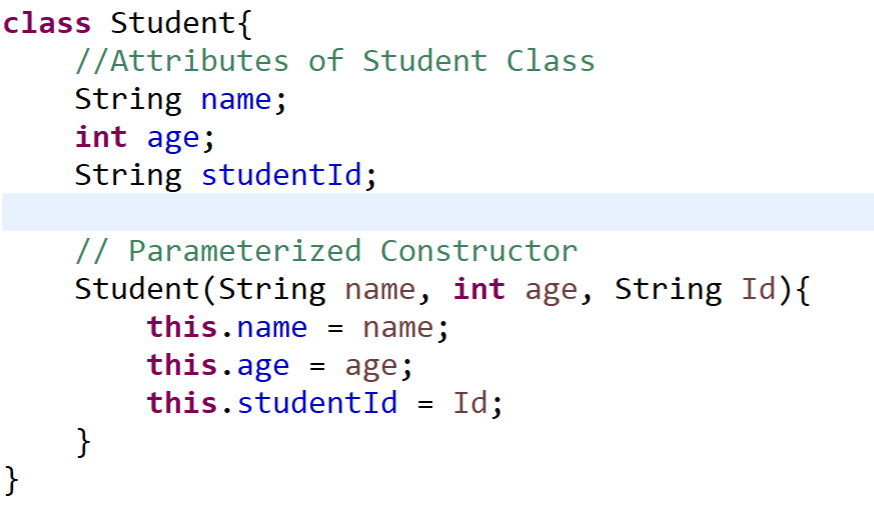 class Student{
    //Attributes of Student Class
    String name;
    int age;
    String studentId;

    // Parameterized Constructor
    Student(String name, int age, String Id){
        this.name = name;
        this.age = age;
        this.studentId = Id;
    }
}